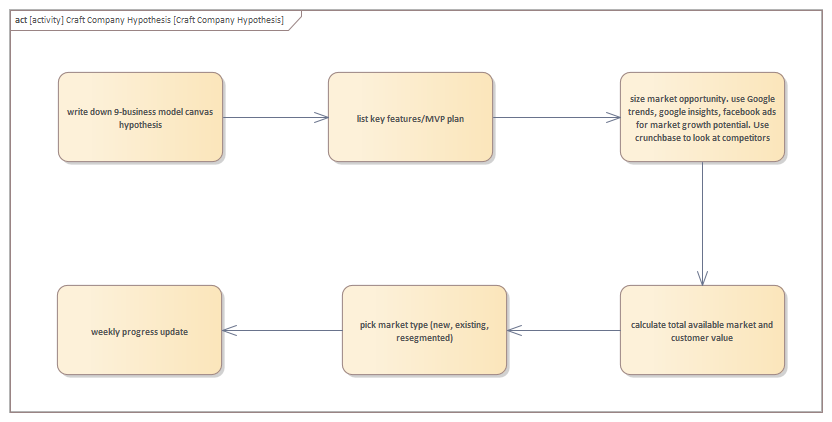 act [activity] Craft Company Hypothesis [Craft Company Hypothesis]
write down 9-business model canvas
hypothesis
list key features/MVP plan
size market opportunity. use Google
trends, google insights, facebook ads
for market growth potential. Use
crunchbase to look at competitors
weekly progress update
pick market type (new, existing,
resegmented)
calculate total available market and
customer value